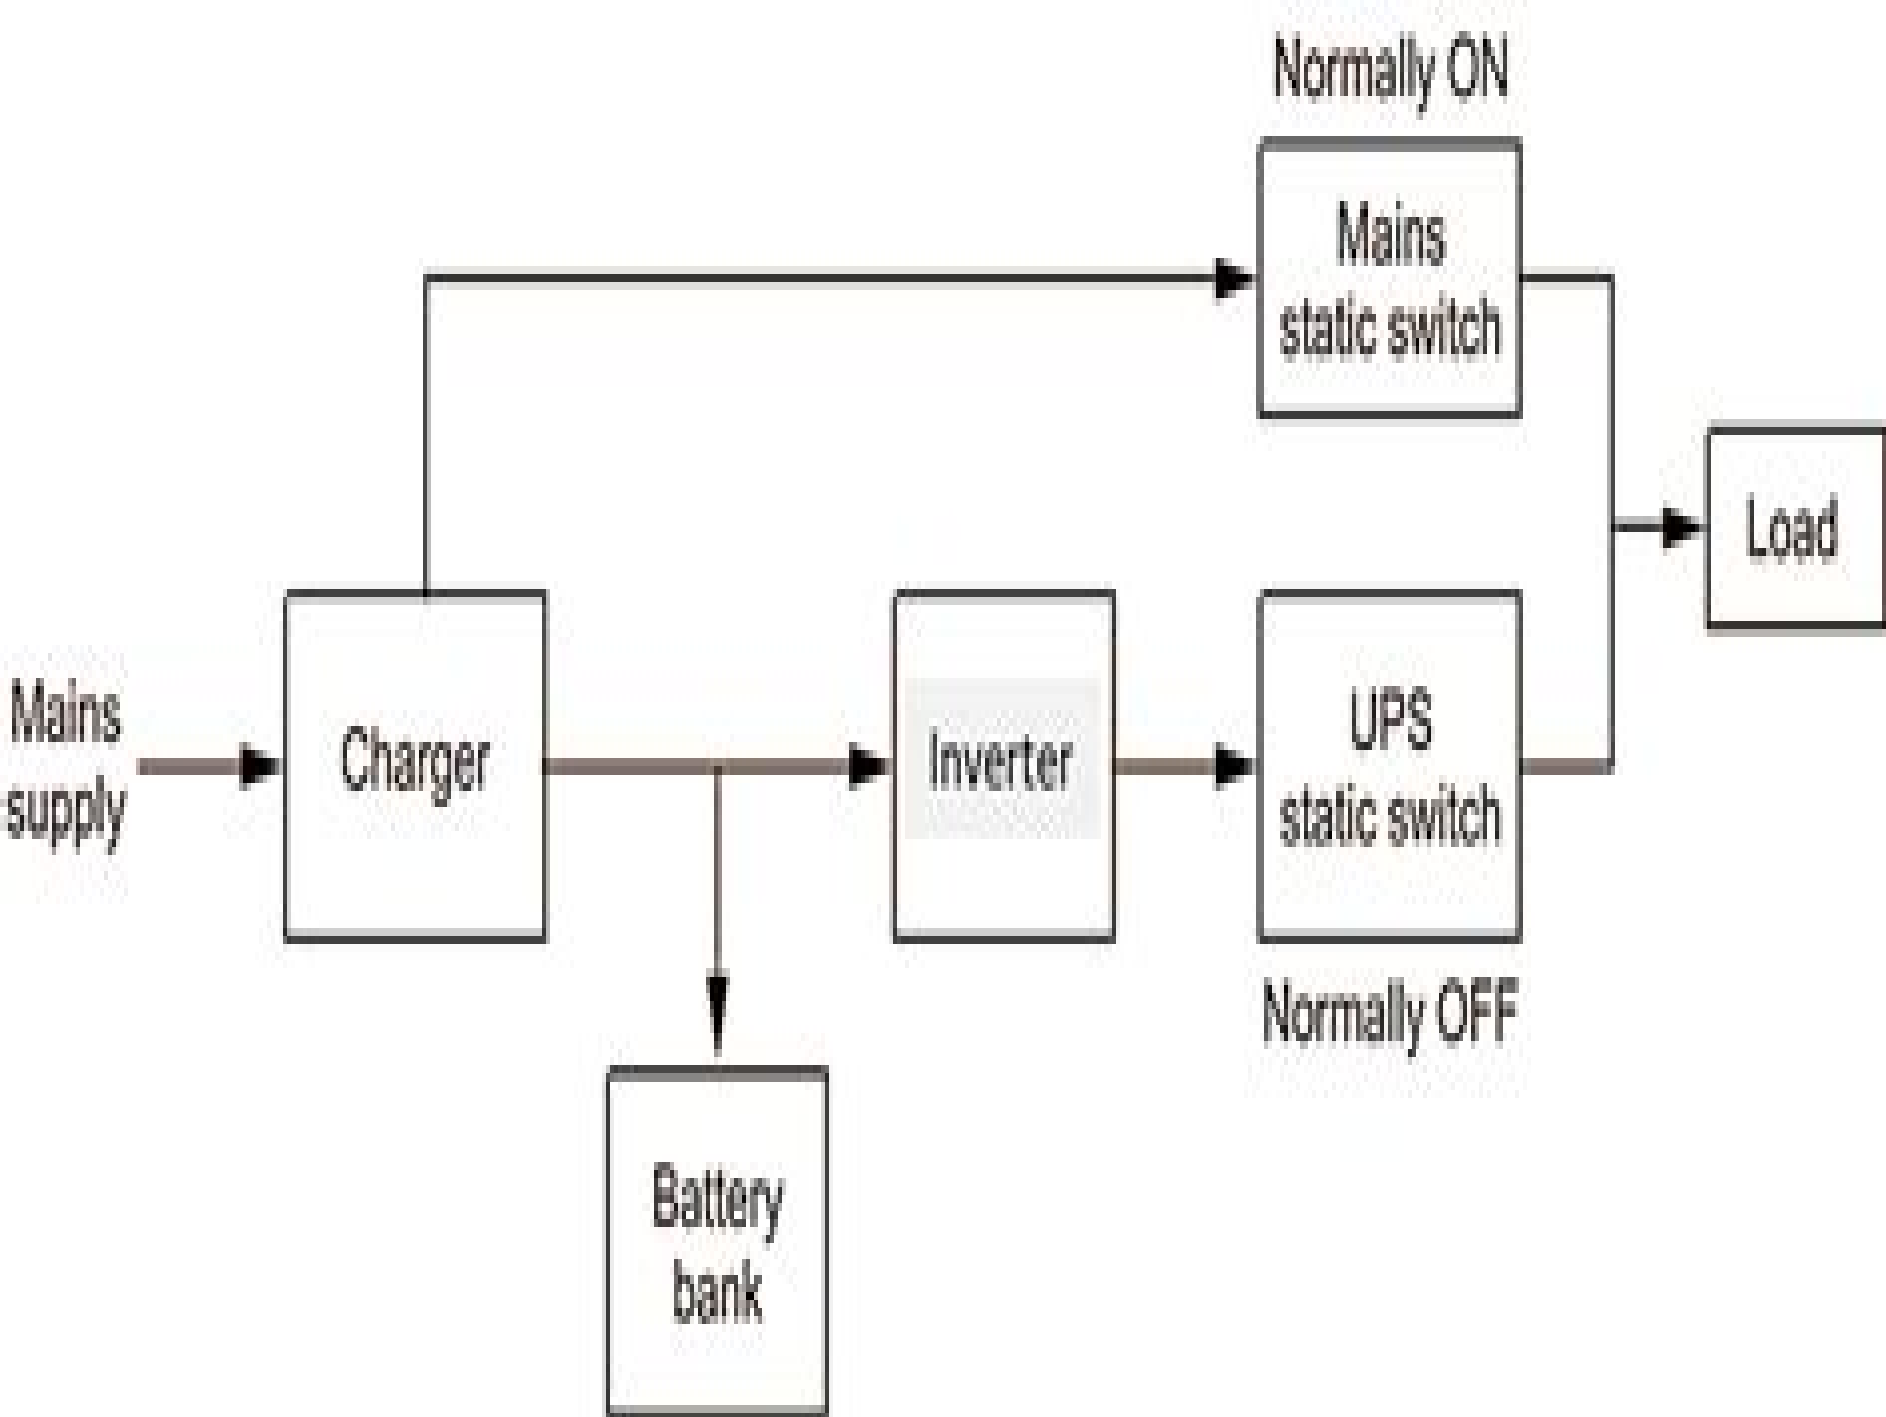 Normally ON
Mains
static switch
Load
Mains
supply
Charger
Inverter
UPS
static switch
Normally OFF
Battery
bank